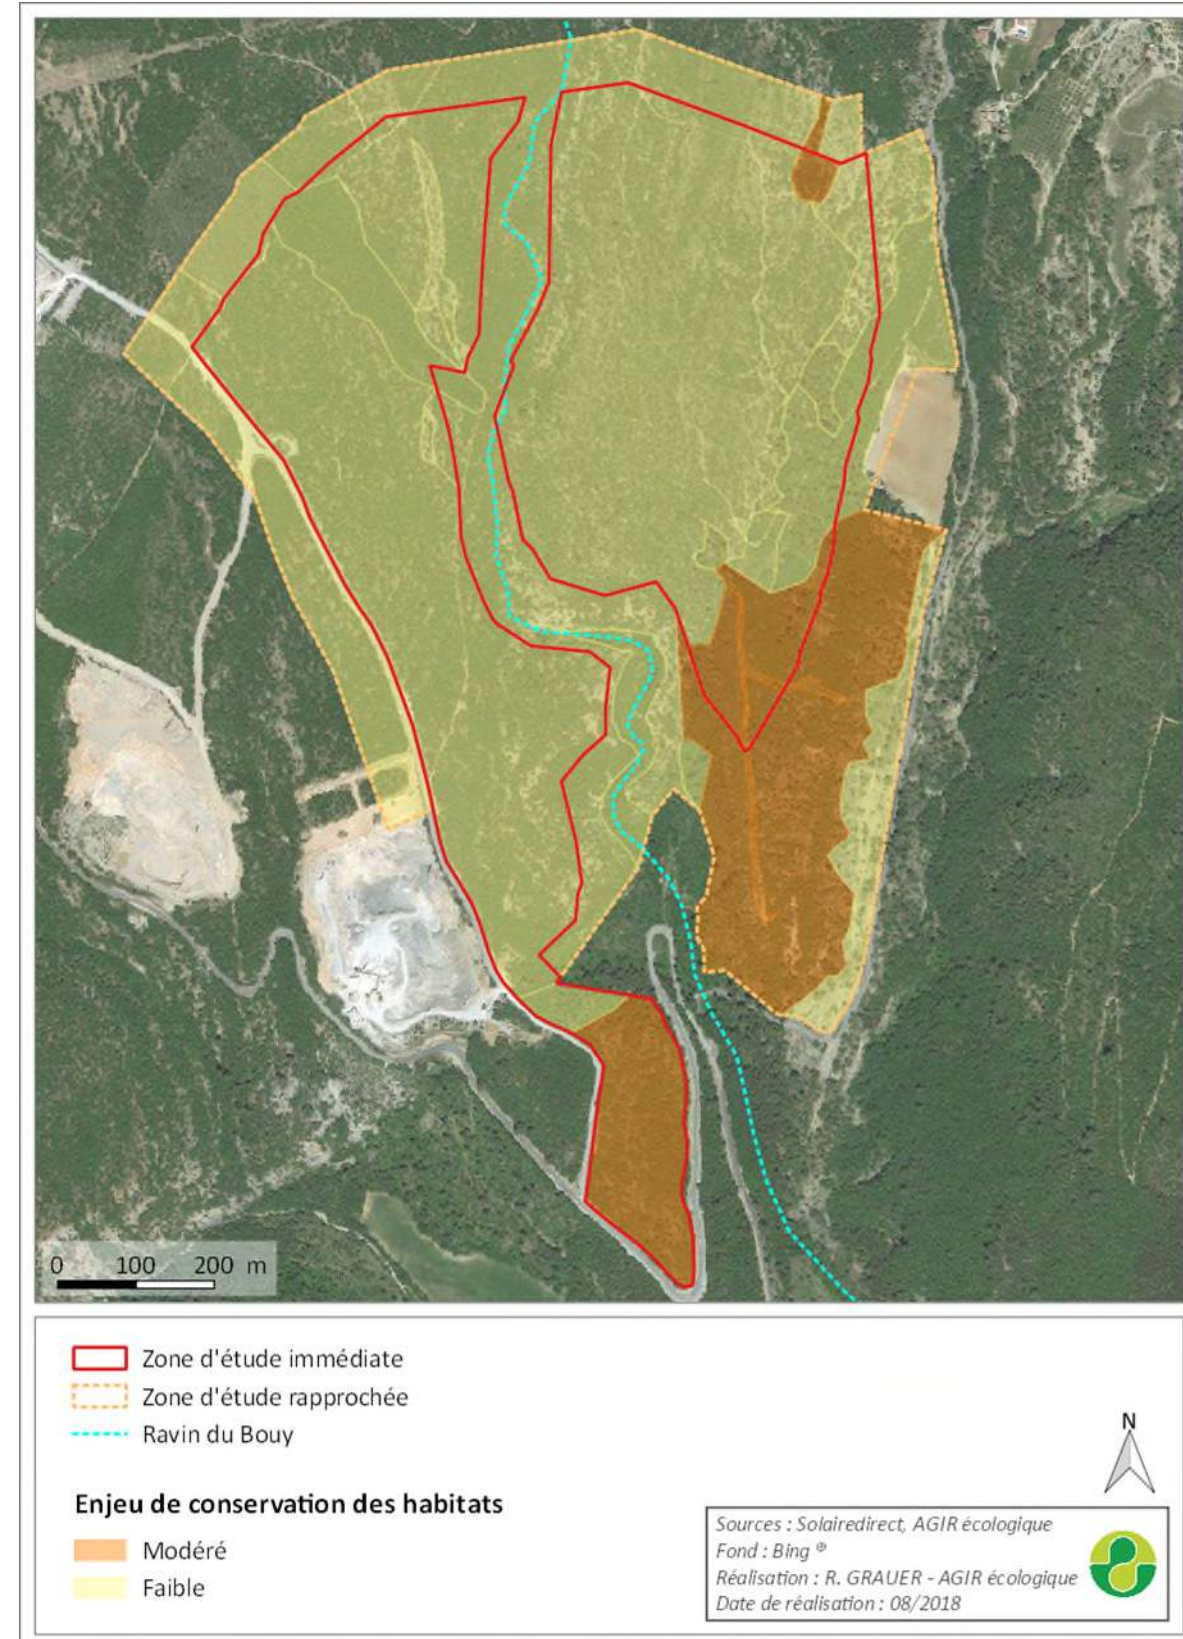 0 100 200 m
Zone d'étude immédiate
Zone d'étude rapprochée
Ravin du Bouy
N
Enjeu de conservation des habitats
Modéré
Faible
Sources : Solairedirect, AGIR écologique
Fond : Bing ®
Réalisation : R. GRAUER - AGIR écologique
Date de réalisation : 08/2018